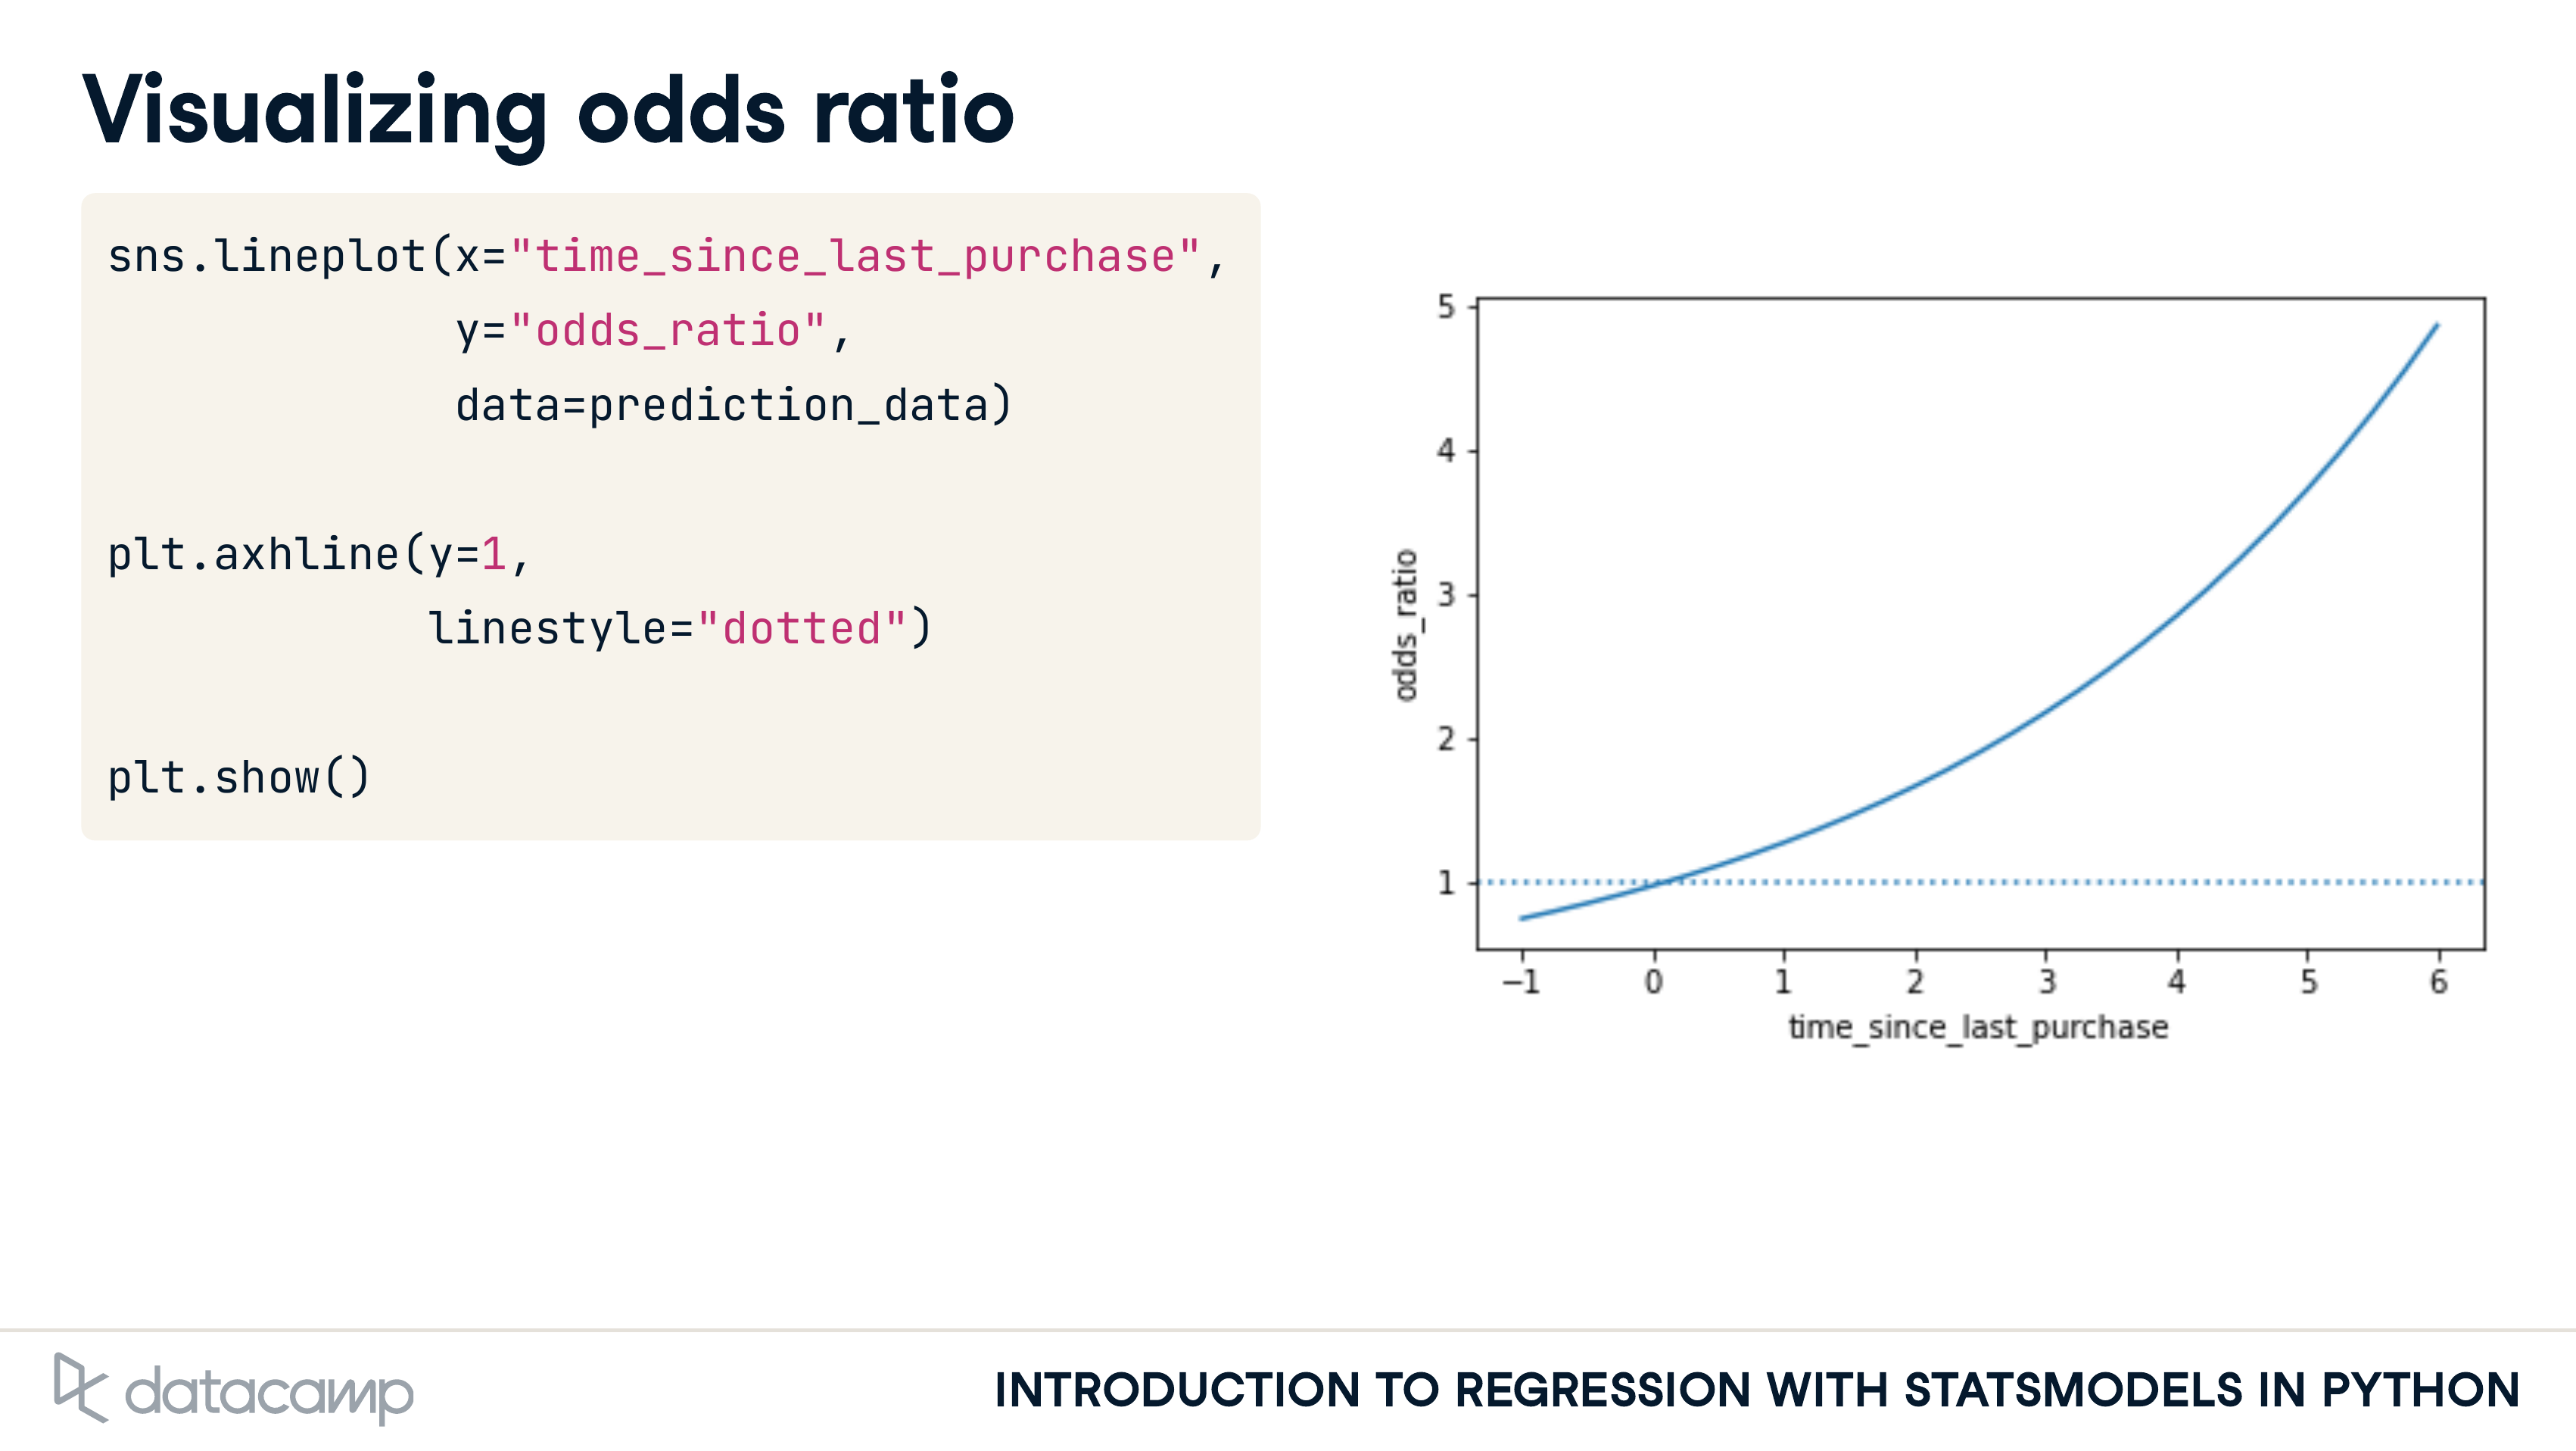 Visualizing odds ratio
sns.lineplot(x="time_since_last_purchase",
             y="odds_ratio",
             data=prediction_data)
plt.axhline(y=1,
            linestyle="dotted")
plt.show()
5
4
3
2
1
odds_ratio
−1 0 1 2 3 4 5 6
time_since_last_purchase
datacamp
INTRODUCTION TO REGRESSION WITH STATSMODELS IN PYTHON